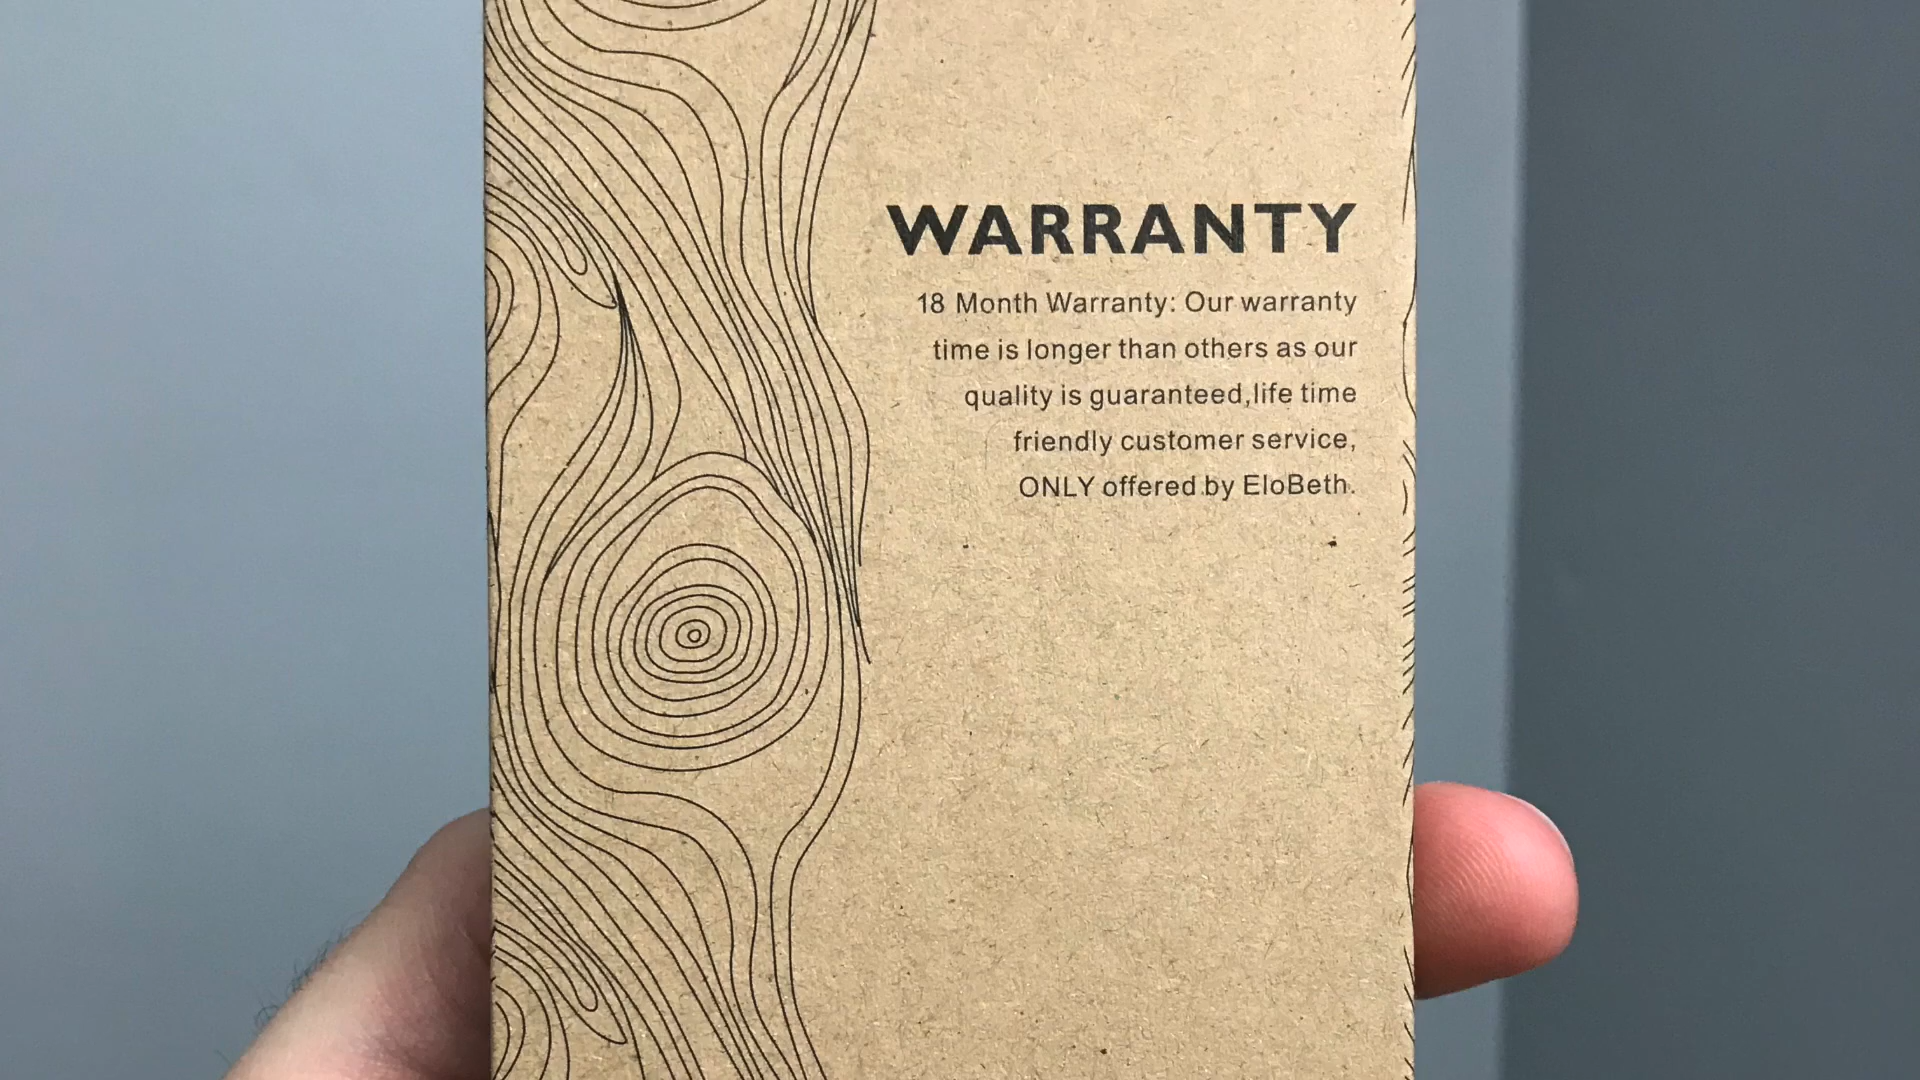 WARRANTY
18 Month Warranty: Our warranty
time is longer than others as our
quality is guaranteed,life time
friendly customer service,
ONLY offered by EloBeth.